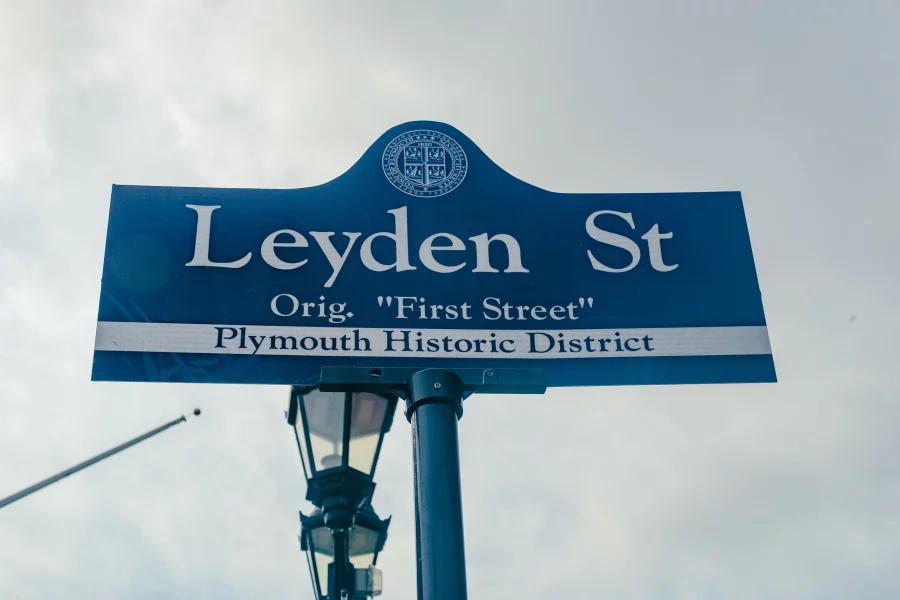 Leyden St
Orig. "First Street"
Plymouth Historic District